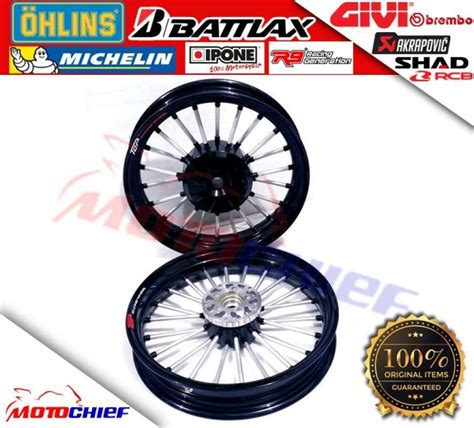 ÖHLINS
BATTLAX
GIVI
brembo
MICHELIN
IPONE
100% Motorcycle
R9 Racing Generation
AKRAPOVIČ
SHAD
RCB
MOTOCHIEF
100%
ORIGINAL ITEMS
GUARANTEED
MOTOCHIEF